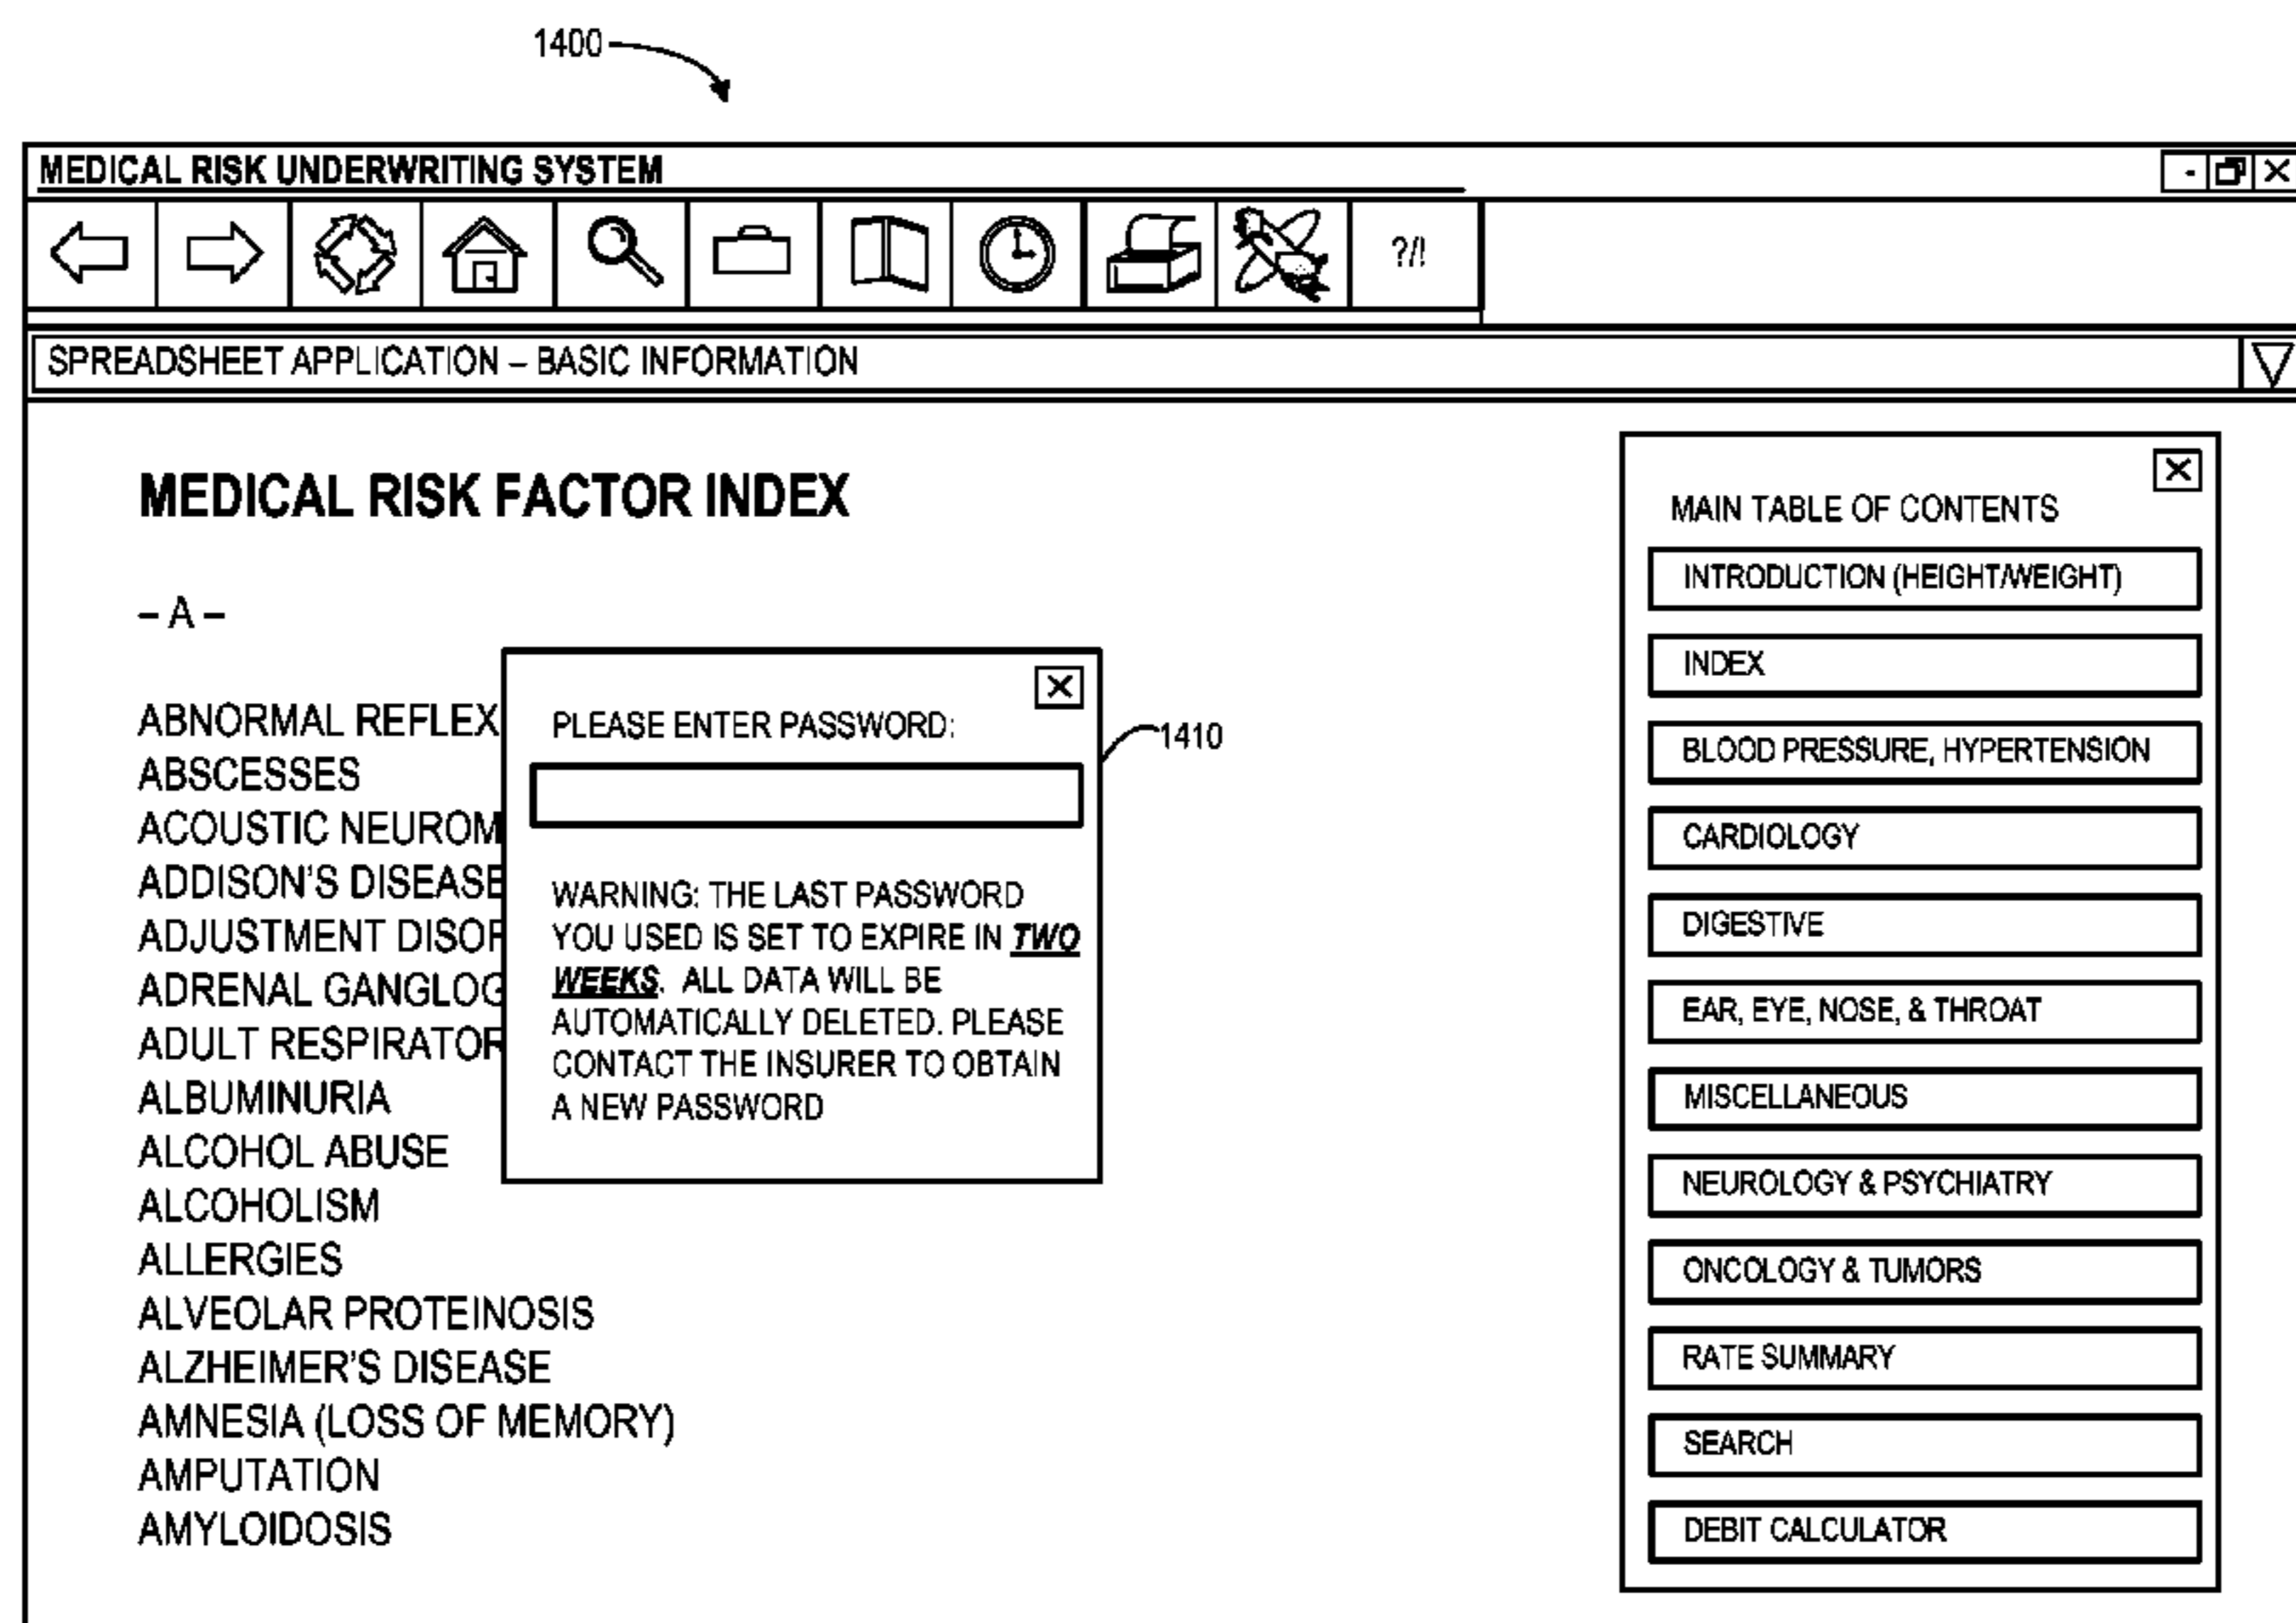 1400
MEDICAL RISK UNDERWRITING SYSTEM
?/!
SPREADSHEET APPLICATION – BASIC INFORMATION
MEDICAL RISK FACTOR INDEX
– A –
ABNORMAL REFLEX
ABSCESSES
ACOUSTIC NEUROM
ADDISON'S DISEASE
ADJUSTMENT DISOR
ADRENAL GANGLOG
ADULT RESPIRATOR
ALBUMINURIA
ALCOHOL ABUSE
ALCOHOLISM
ALLERGIES
ALVEOLAR PROTEINOSIS
ALZHEIMER'S DISEASE
AMNESIA (LOSS OF MEMORY)
AMPUTATION
AMYLOIDOSIS
PLEASE ENTER PASSWORD:
1410
WARNING: THE LAST PASSWORD
YOU USED IS SET TO EXPIRE IN TWO
WEEKS. ALL DATA WILL BE
AUTOMATICALLY DELETED. PLEASE
CONTACT THE INSURER TO OBTAIN
A NEW PASSWORD
MAIN TABLE OF CONTENTS
INTRODUCTION (HEIGHT/WEIGHT)
INDEX
BLOOD PRESSURE, HYPERTENSION
CARDIOLOGY
DIGESTIVE
EAR, EYE, NOSE, & THROAT
MISCELLANEOUS
NEUROLOGY & PSYCHIATRY
ONCOLOGY & TUMORS
RATE SUMMARY
SEARCH
DEBIT CALCULATOR